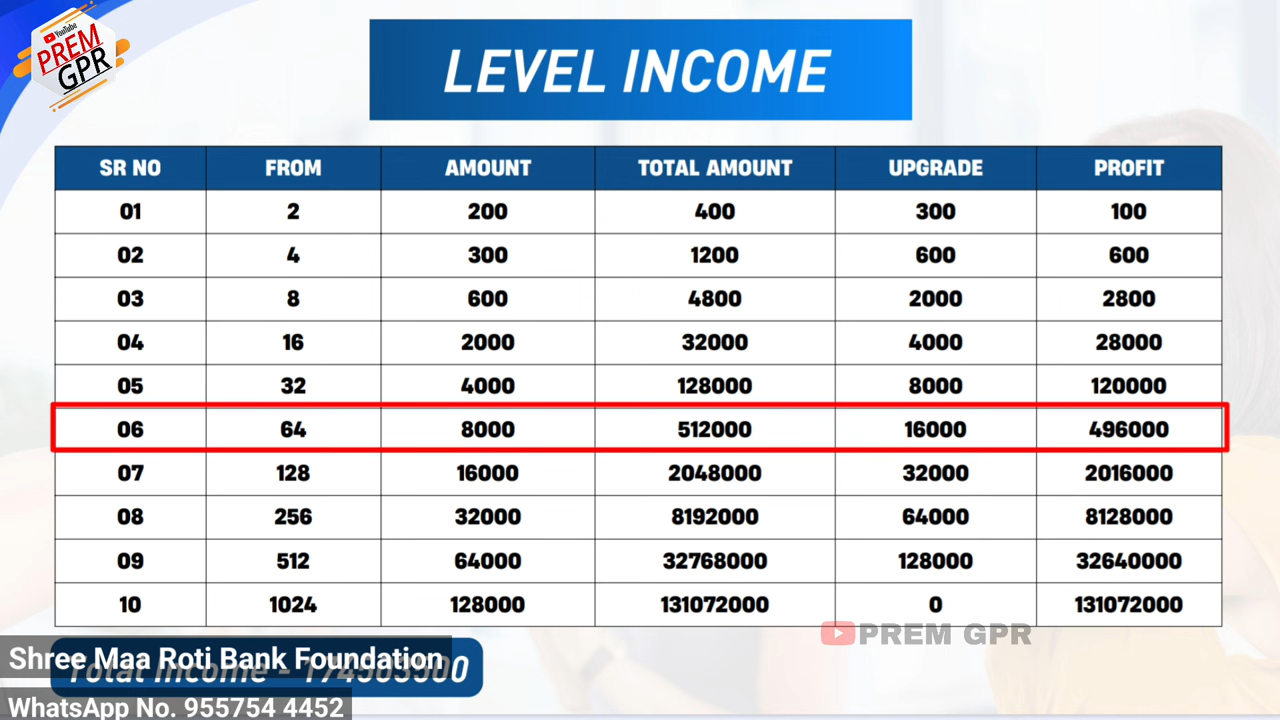 YouTube
PREM
GPR
LEVEL INCOME
SR NO FROM AMOUNT TOTAL AMOUNT UPGRADE PROFIT
01 2 200 400 300 100
02 4 300 1200 600 600
03 8 600 4800 2000 2800
04 16 2000 32000 4000 28000
05 32 4000 128000 8000 120000
06 64 8000 512000 16000 496000
07 128 16000 2048000 32000 2016000
08 256 32000 8192000 64000 8128000
09 512 64000 32768000 128000 32640000
10 1024 128000 131072000 0 131072000
PREM GPR
Shree Maa Roti Bank Foundation
Total Income -
WhatsApp No. 955754 4452